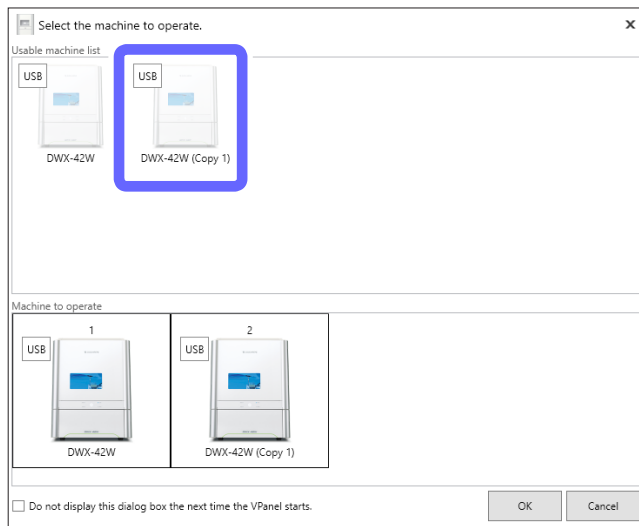 Select the machine to operate.
x
Usable machine list
USB
USB
DWX-42W
DWX-42W (Copy 1)
Machine to operate
1
2
USB
USB
DWX-42W
DWX-42W (Copy 1)
Do not display this dialog box the next time the VPanel starts.
OK
Cancel